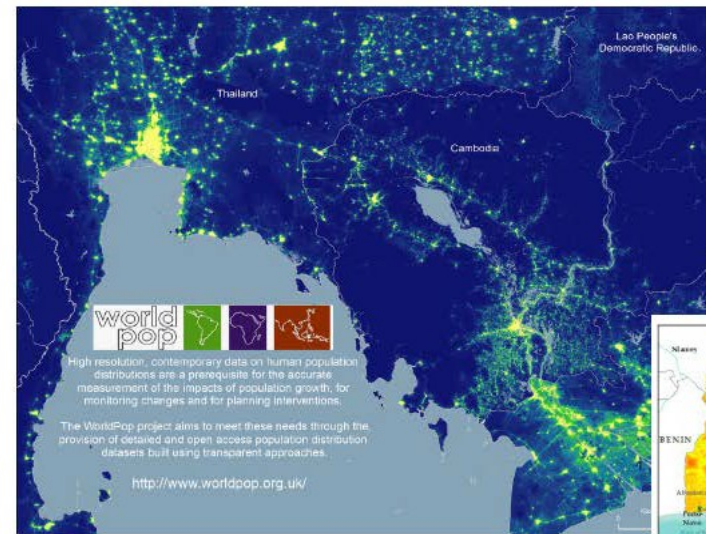 Lao People's
Democratic Republic
Thailand
Cambodia
world
pop
High resolution, contemporary data on human population
distributions are a prerequisite for the accurate
measurement of the impacts of population growth, for
monitoring changes and for planning interventions.
The WorldPop project aims to meet these needs through the
provision of detailed and open access population distribution
datasets built using transparent approaches.
http://www.worldpop.org.uk/
Niamey
BENIN
0